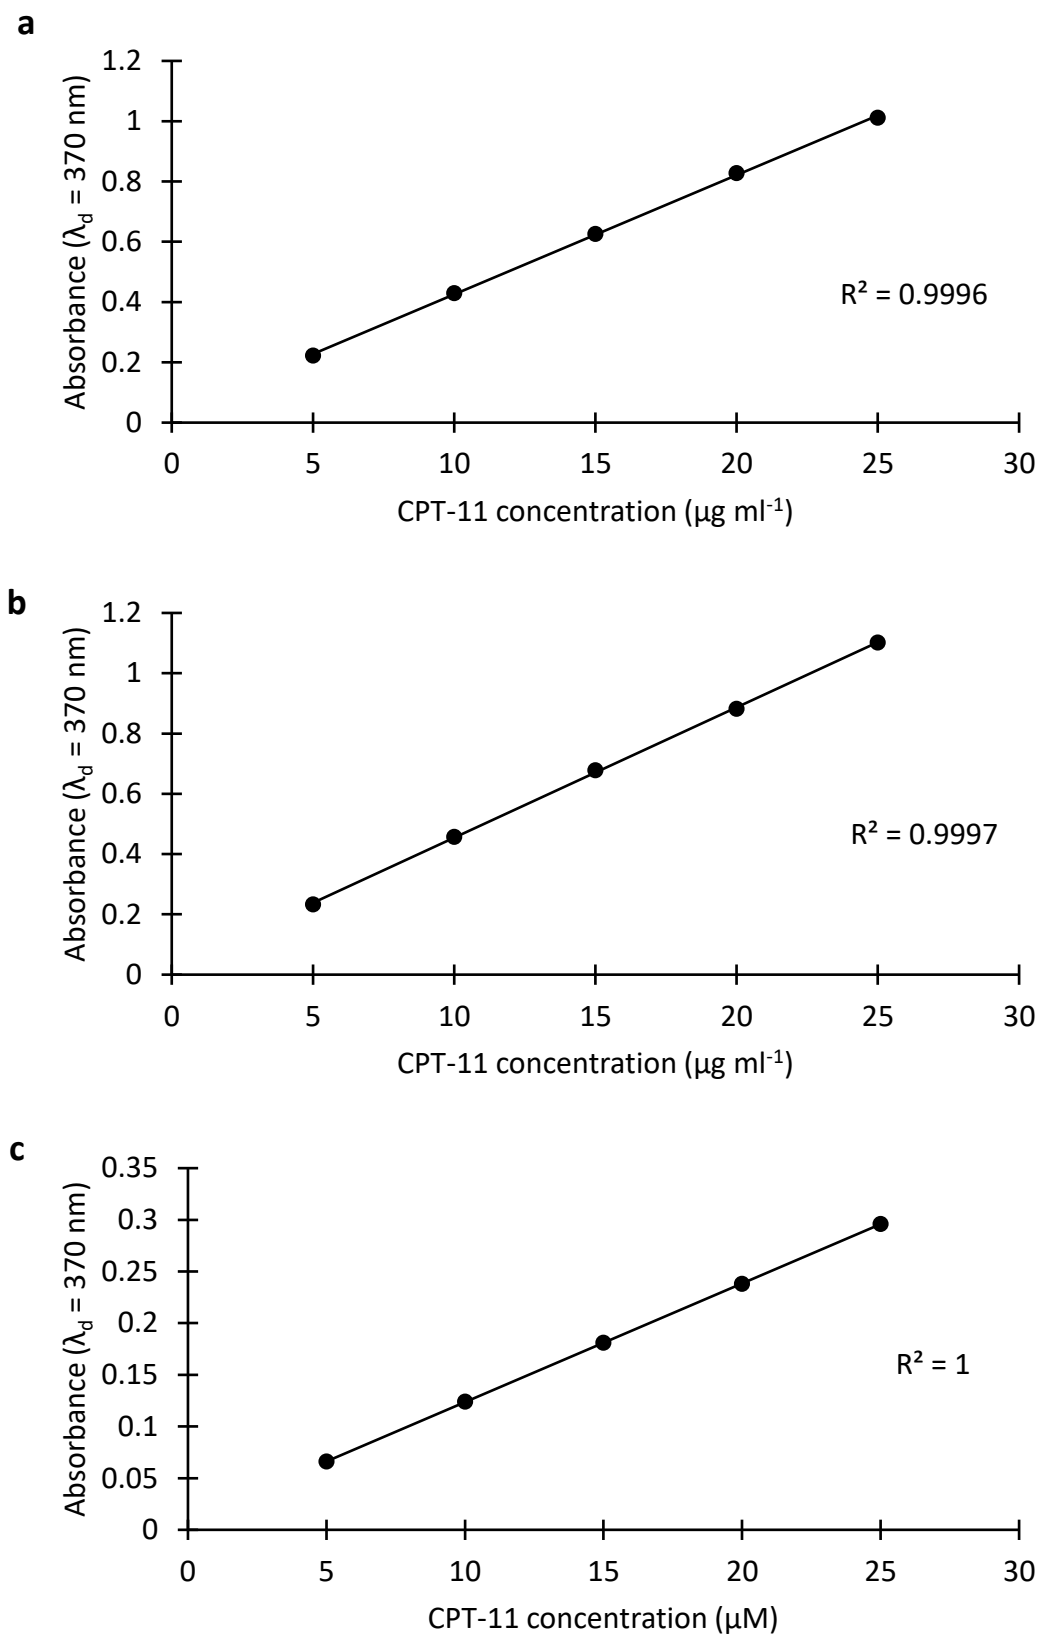 a
Absorbance (λd = 370 nm)
1.2
1
0.8
0.6
0.4
0.2
0
R² = 0.9996
0 5 10 15 20 25 30
CPT-11 concentration (µg ml-1)
b
Absorbance (λd = 370 nm)
1.2
1
0.8
0.6
0.4
0.2
0
R² = 0.9997
0 5 10 15 20 25 30
CPT-11 concentration (µg ml-1)
c
Absorbance (λd = 370 nm)
0.35
0.3
0.25
0.2
0.15
0.1
0.05
0
R² = 1
0 5 10 15 20 25 30
CPT-11 concentration (µM)